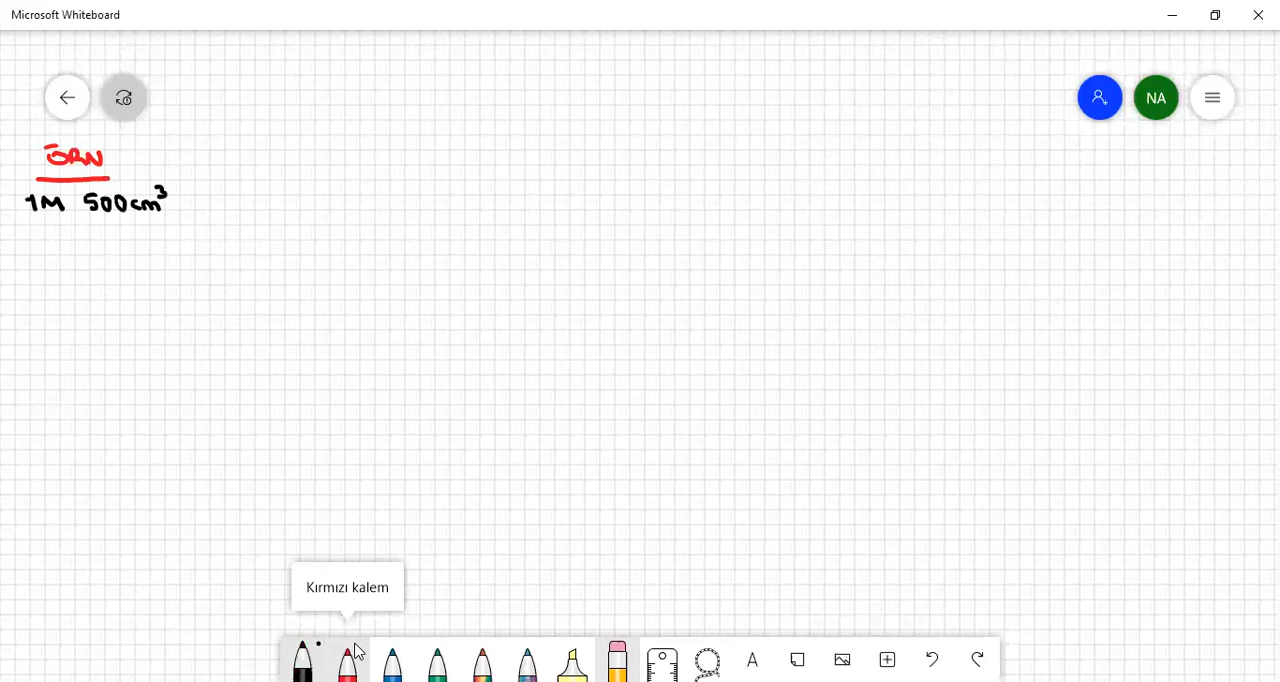 Microsoft Whiteboard
NA
ÖRN
1M 500cm³
Kırmızı kalem
A